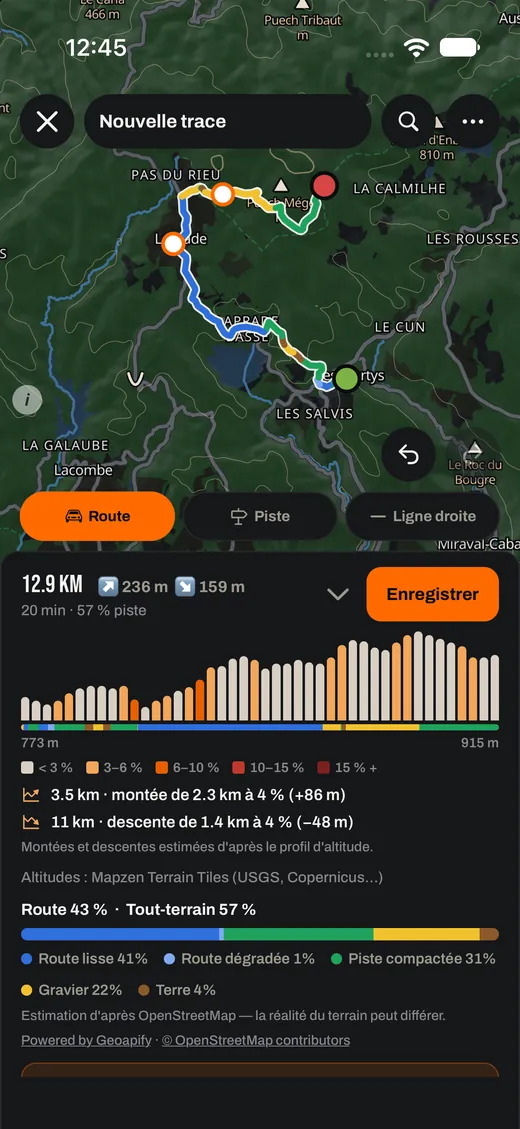 466 m
Puech Tribaut
m
12:45
Nouvelle trace
810 m
PAS DU RIEU
LA CALMILHE
LES ROUSSES
LE CUN
LES SALVIS
i
LA GALAUBE
Lacombe
Le Roc du
Bougre
Route
Piste
Ligne droite
Miraval-Caba
12.9 KM
236 m
159 m
Enregistrer
20 min · 57 % piste
773 m
915 m
< 3 %
3–6 %
6–10 %
10–15 %
15 % +
3.5 km · montée de 2.3 km à 4 % (+86 m)
11 km · descente de 1.4 km à 4 % (−48 m)
Montées et descentes estimées d'après le profil d'altitude.
Altitudes : Mapzen Terrain Tiles (USGS, Copernicus…)
Route 43 % · Tout-terrain 57 %
Route lisse 41%
Route dégradée 1%
Piste compactée 31%
Gravier 22%
Terre 4%
Estimation d'après OpenStreetMap — la réalité du terrain peut différer.
Powered by Geoapify · © OpenStreetMap contributors